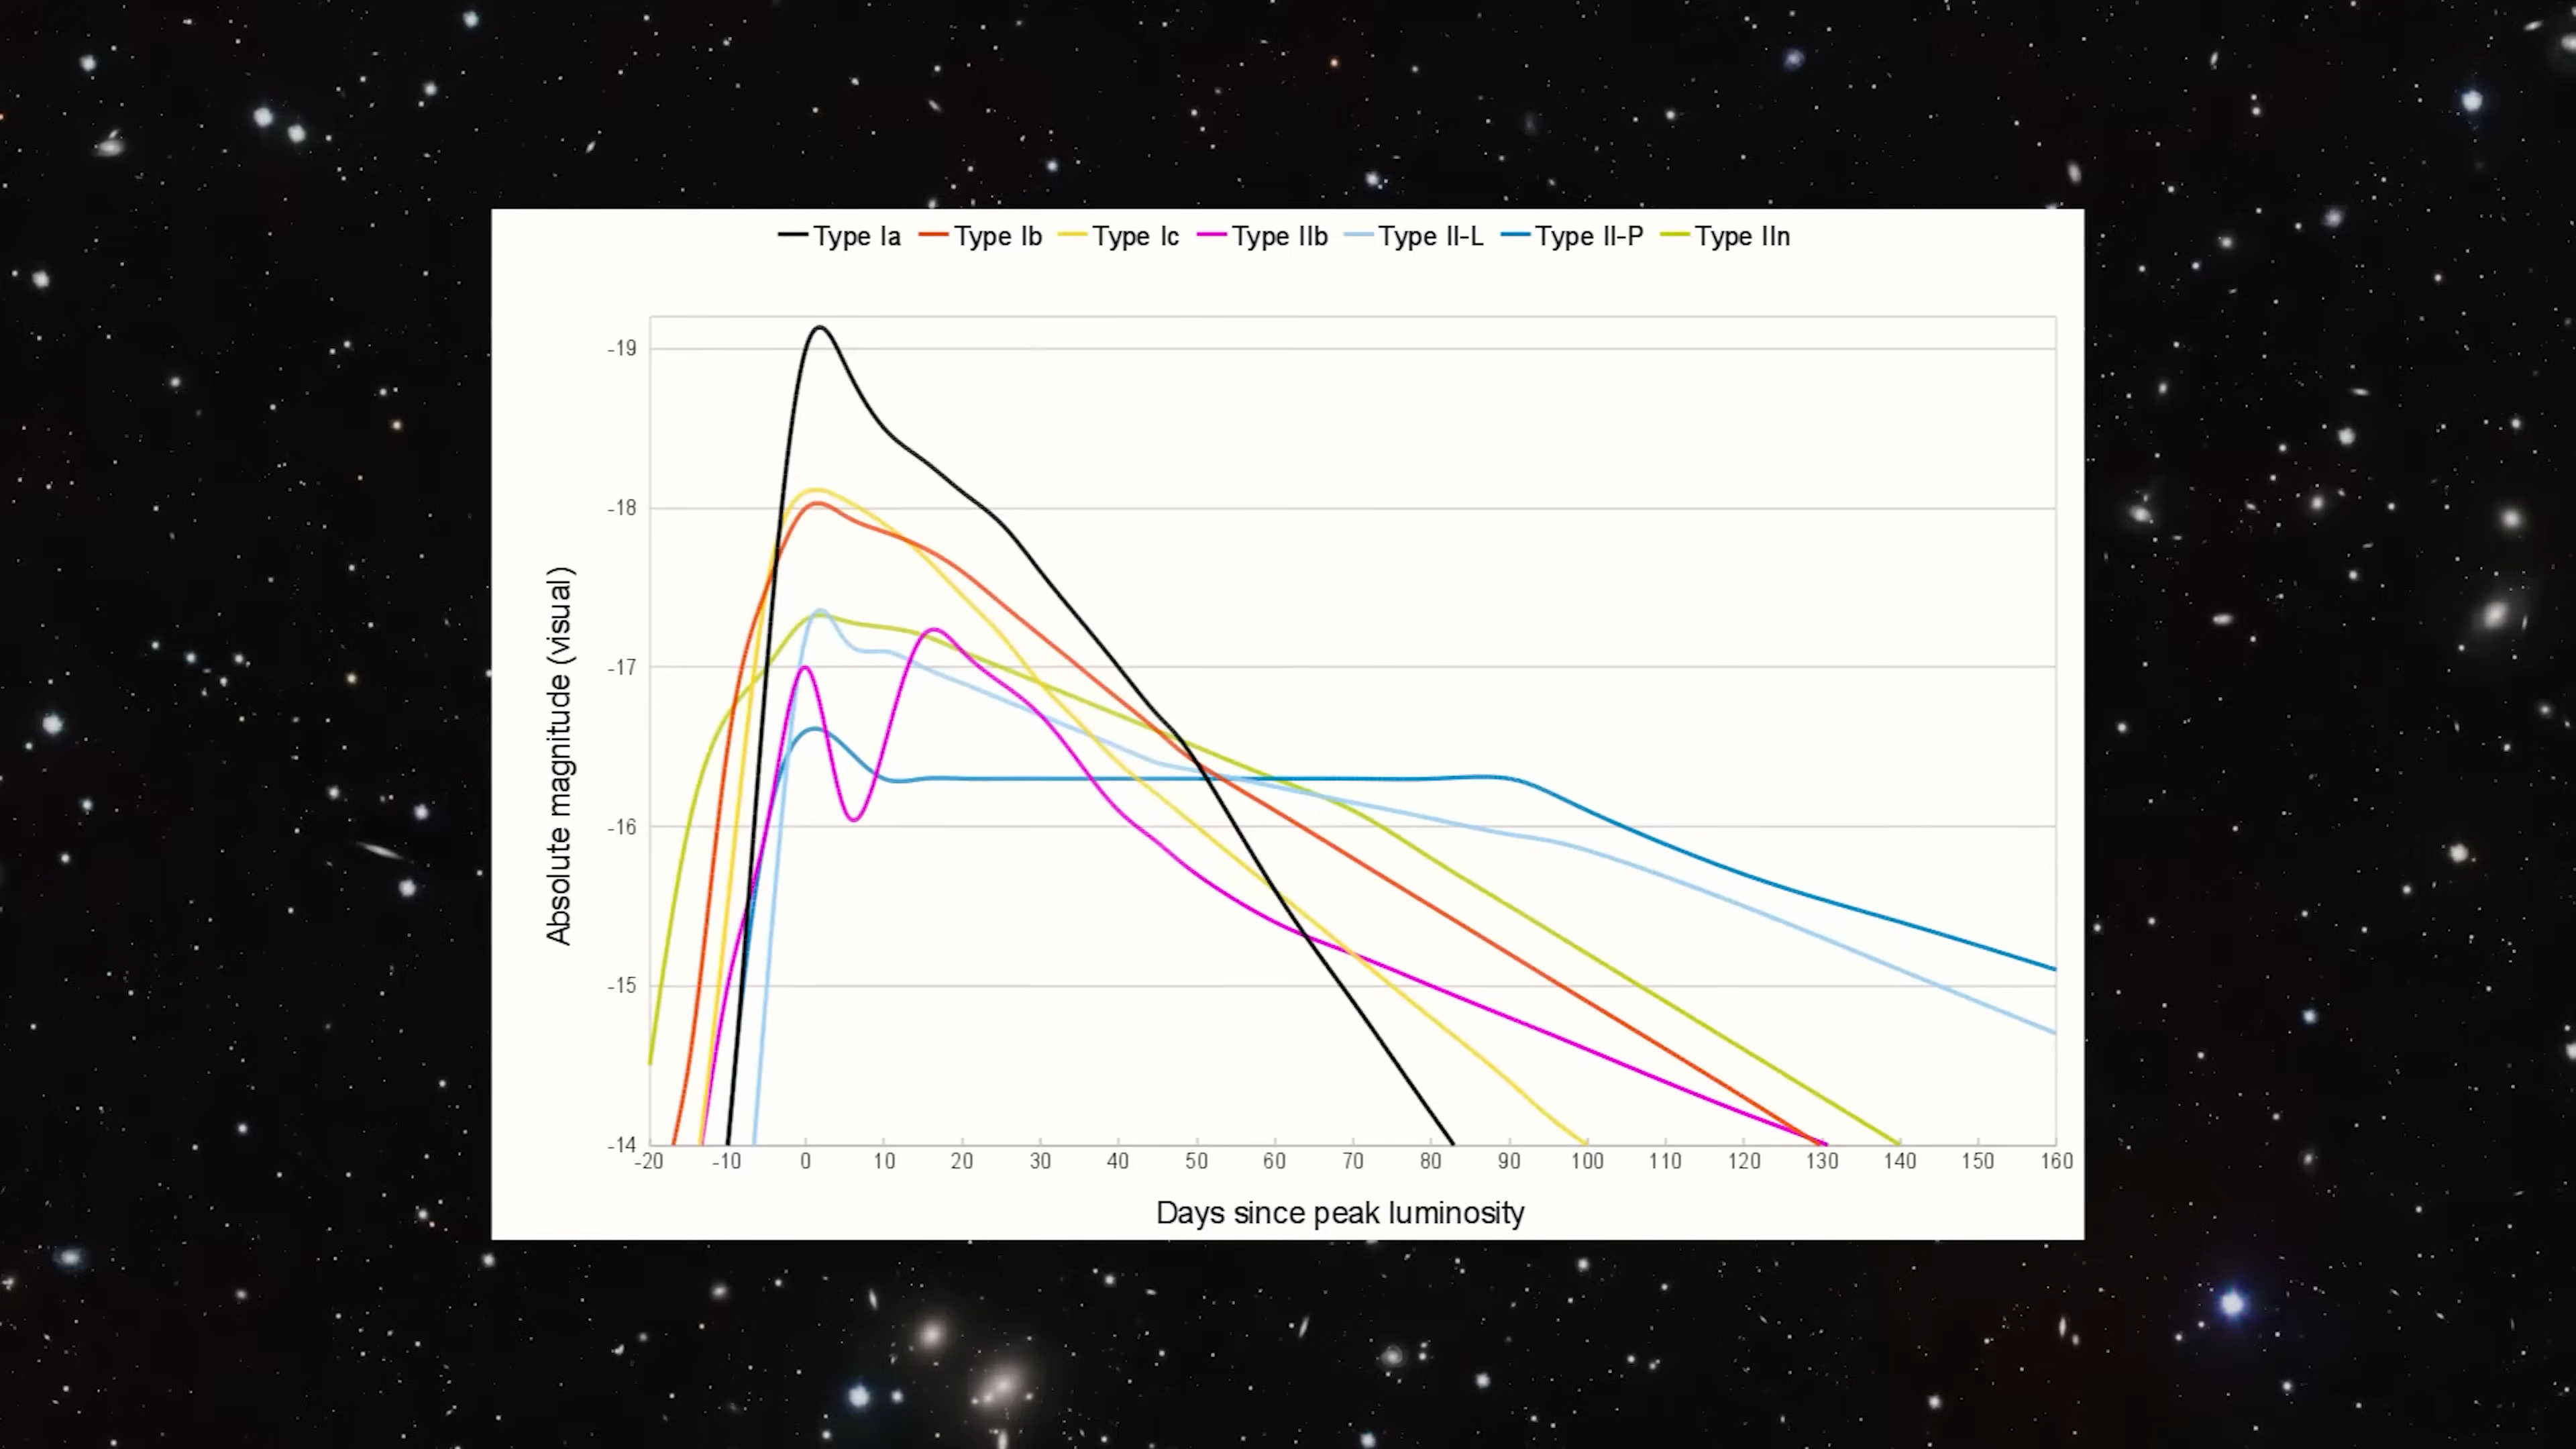 Type Ia Type Ib Type Ic Type IIb Type II-L Type II-P Type IIn
Absolute magnitude (visual)
-19
-18
-17
-16
-15
-14
-20 -10 0 10 20 30 40 50 60 70 80 90 100 110 120 130 140 150 160
Days since peak luminosity